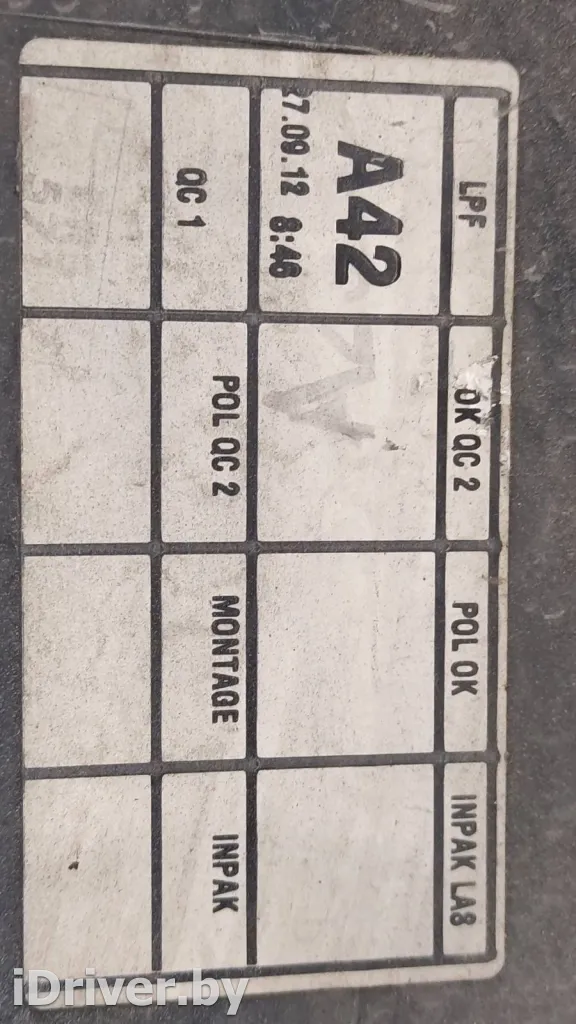 LPF
OK QC 2
POL OK
INPAK LA8
A42
27.09.12 8:46
QC 1
POL QC 2
MONTAGE
INPAK
iDriver.by